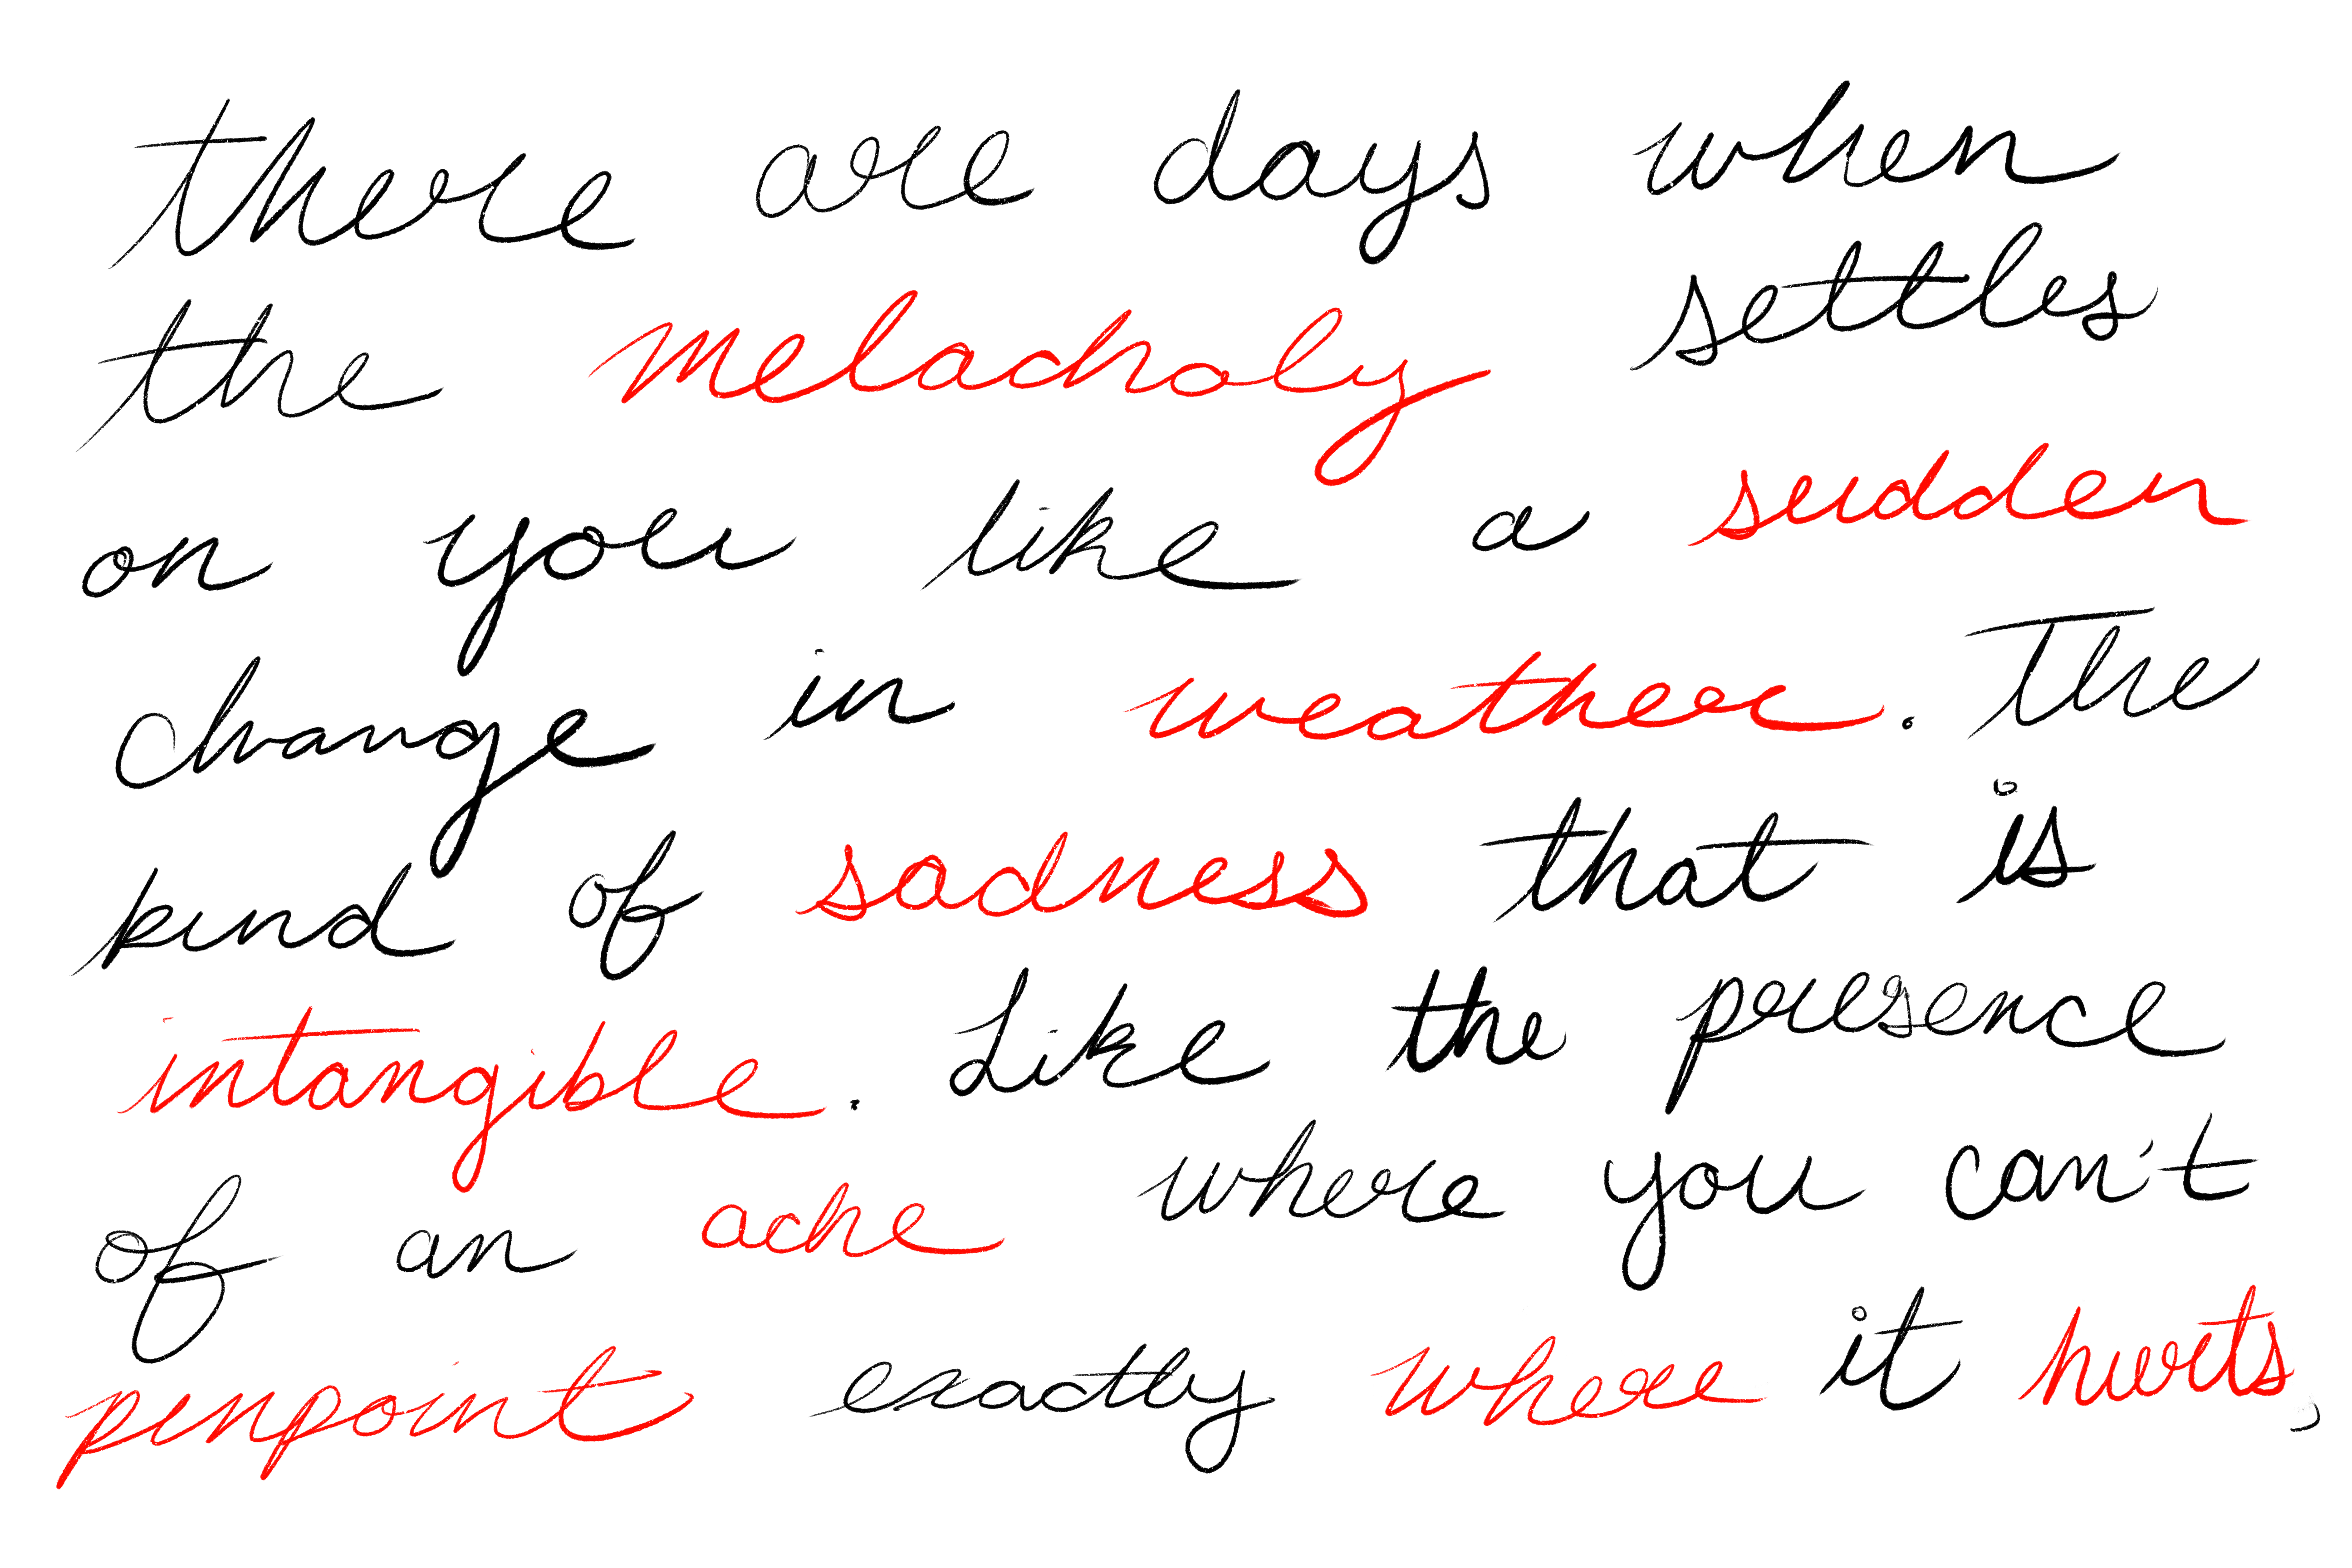 there are days when
the meladholy settles
on you like a sudden
change in weather. The
kind of sadness that is
intangible. Like the presence
of an ache where you can't
pinpoint exactly where it hurts,